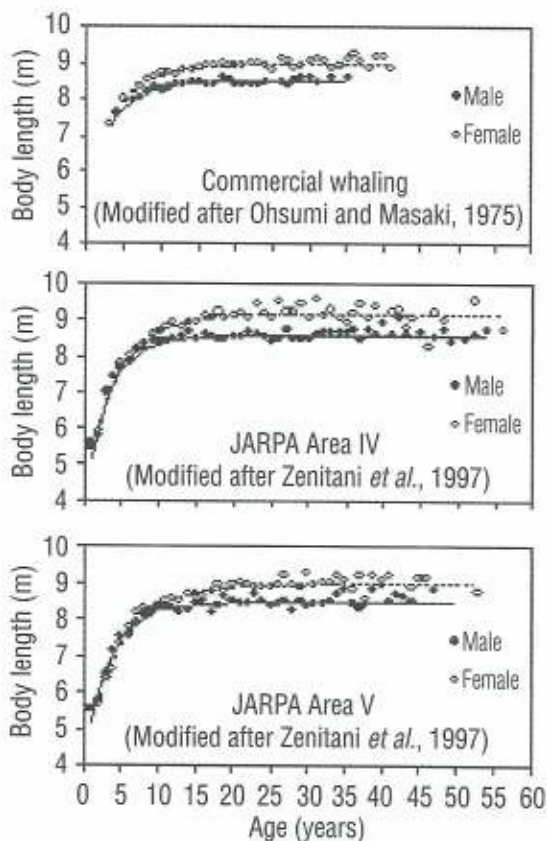 10
9
8
7
6
5
4
Body length (m)
Male
Female
Commercial whaling
(Modified after Ohsumi and Masaki, 1975)
10
9
8
7
6
5
4
Body length (m)
Male
Female
JARPA Area IV
(Modified after Zenitani et al., 1997)
10
9
8
7
6
5
4
Body length (m)
Male
Female
JARPA Area V
(Modified after Zenitani et al., 1997)
0 5 10 15 20 25 30 35 40 45 50 55 60
Age (years)